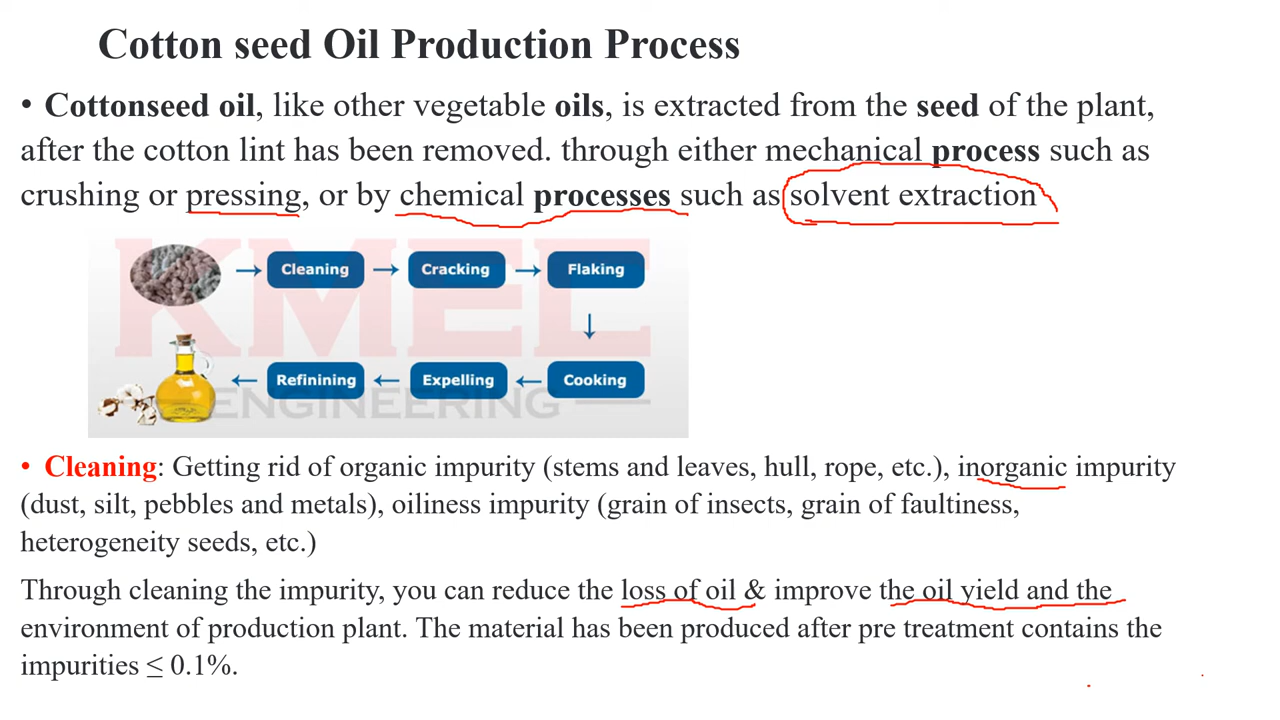 Cotton seed Oil Production Process
• Cottonseed oil, like other vegetable oils, is extracted from the seed of the plant,
after the cotton lint has been removed. through either mechanical process such as
crushing or pressing, or by chemical processes such as solvent extraction
KMEC
Cleaning
Cracking
Flaking
Refinining
Expelling
Cooking
ENGINEERING
• Cleaning: Getting rid of organic impurity (stems and leaves, hull, rope, etc.), inorganic impurity
(dust, silt, pebbles and metals), oiliness impurity (grain of insects, grain of faultiness,
heterogeneity seeds, etc.)
Through cleaning the impurity, you can reduce the loss of oil & improve the oil yield and the
environment of production plant. The material has been produced after pre treatment contains the
impurities ≤ 0.1%.